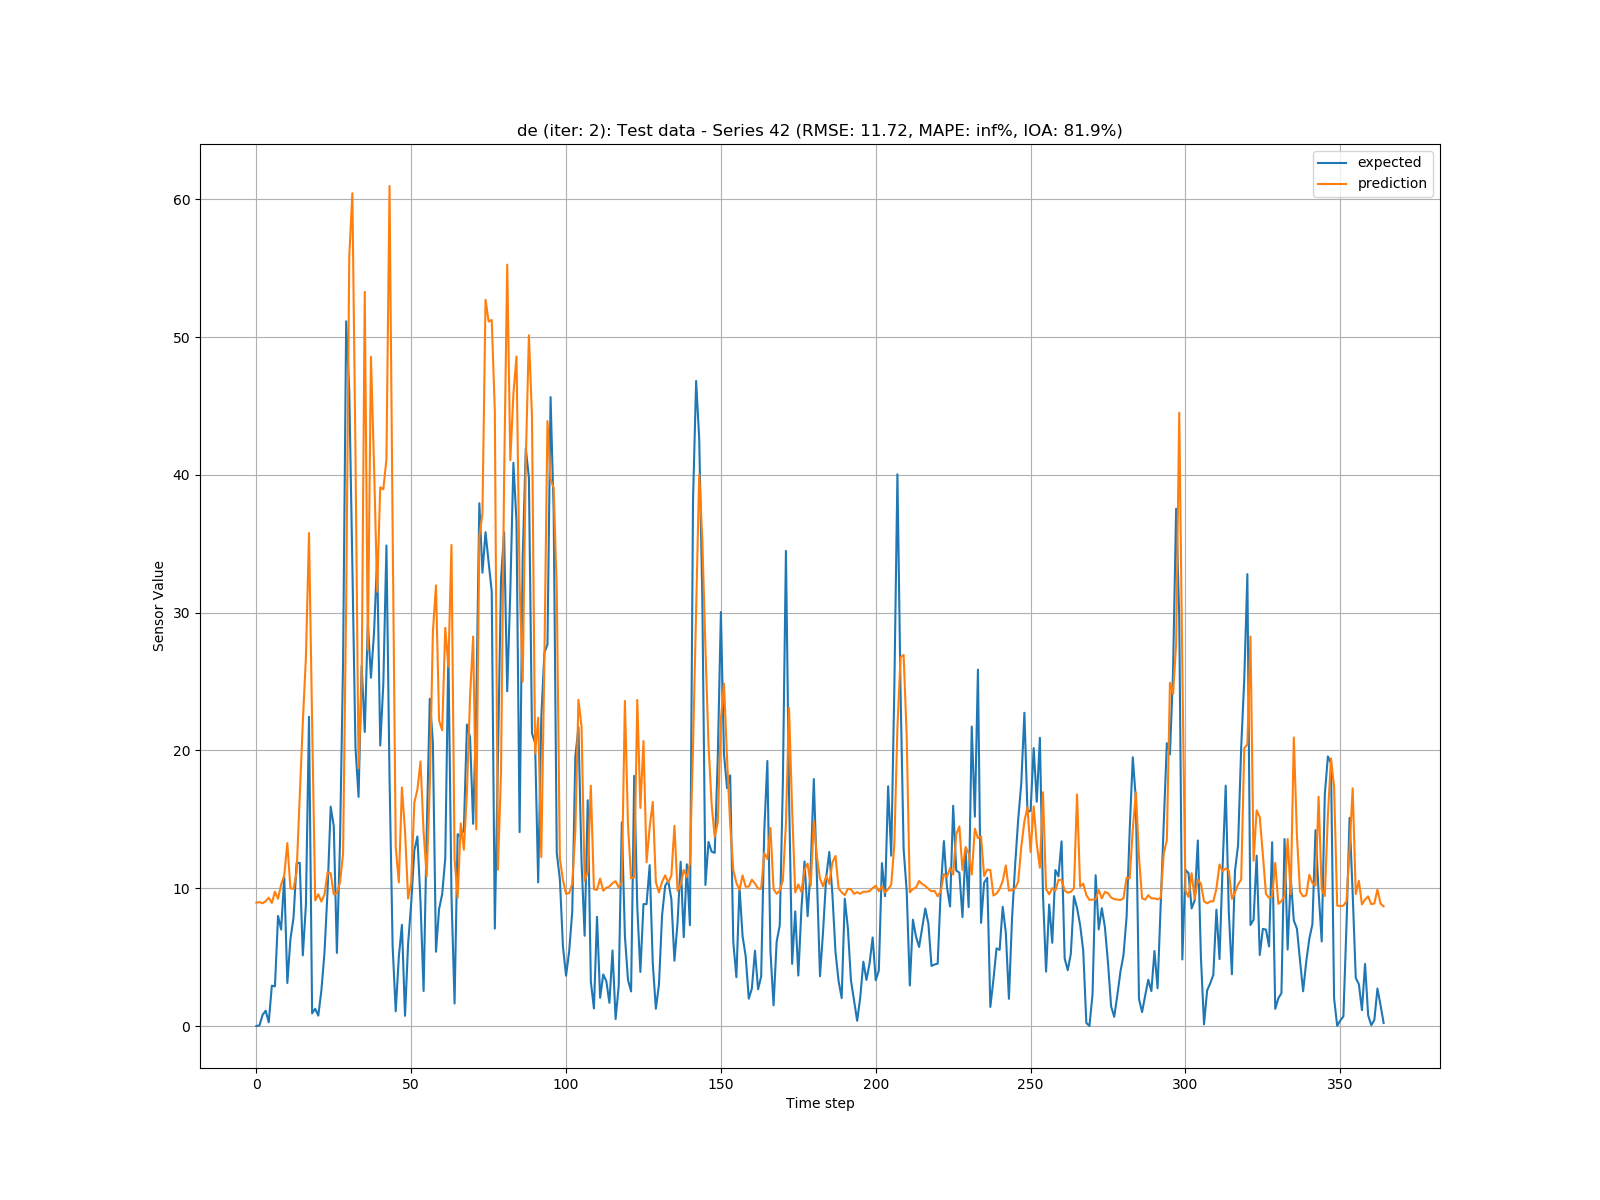 de (iter: 2): Test data - Series 42 (RMSE: 11.72, MAPE: inf%, IOA: 81.9%)
expected
prediction
60
50
40
30
20
10
0
Sensor Value
0 50 100 150 200 250 300 350
Time step